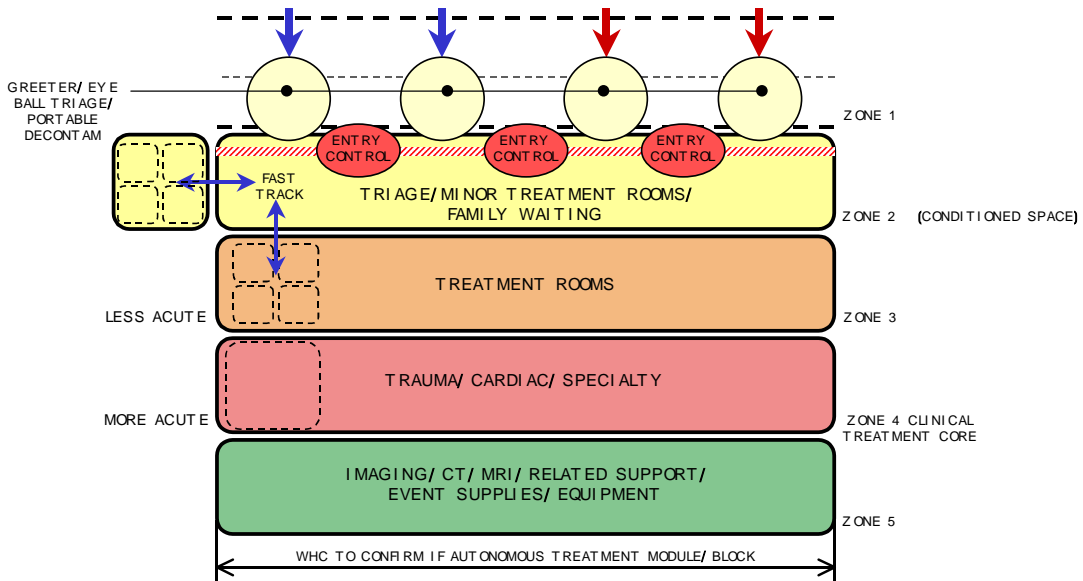 GREETER/ EYE
BALL TRIAGE/
PORTABLE
DECONTAM
ZONE 1
ENTRY
CONTROL
ENTRY
CONTROL
ENTRY
CONTROL
FAST
TRACK
TRIAGE/ MINOR TREATMENT ROOMS/
FAMILY WAITING
ZONE 2 (CONDITIONED SPACE)
TREATMENT ROOMS
LESS ACUTE
ZONE 3
TRAUMA/ CARDIAC/ SPECIALTY
MORE ACUTE
ZONE 4 CLINICAL
TREATMENT CORE
IMAGING/ CT/ MRI/ RELATED SUPPORT/
EVENT SUPPLIES/ EQUIPMENT
ZONE 5
WHC TO CONFIRM IF AUTONOMOUS TREATMENT MODULE/ BLOCK